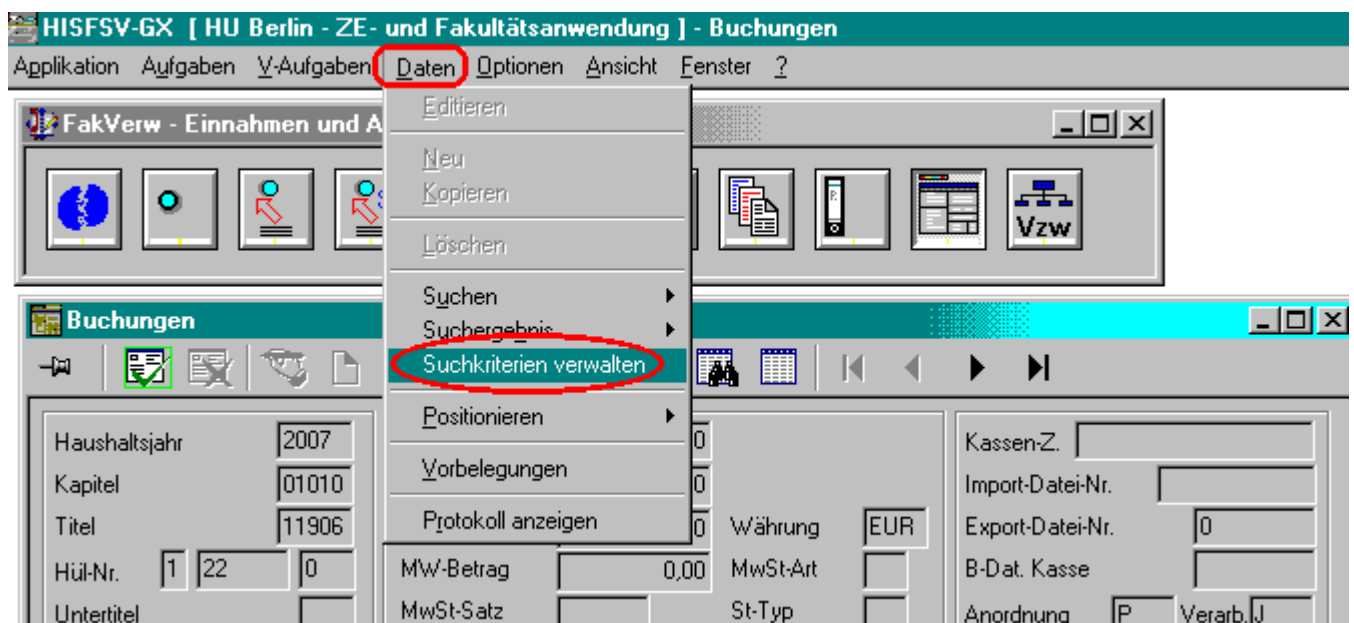 HISFSV-GX [ HU Berlin - ZE- und Fakultätsanwendung ] - Buchungen
Applikation Aufgaben V-Aufgaben Daten Optionen Ansicht Fenster ?
FakVerw - Einnahmen und A
Editieren
Neu
Kopieren
Löschen
Suchen
Suchergebnis
Suchkriterien verwalten
Positionieren
Vorbelegungen
Protokoll anzeigen
Vzw
Buchungen
Haushaltsjahr 2007 0 Kassen-Z.
Kapitel 01010 0 Import-Datei-Nr.
Titel 11906 0 Währung EUR Export-Datei-Nr. 0
Hül-Nr. 1 22 0 MW-Betrag 0,00 MwSt-Art B-Dat. Kasse
Untertitel MwSt-Satz St-Typ Anordnung P Verarb. J